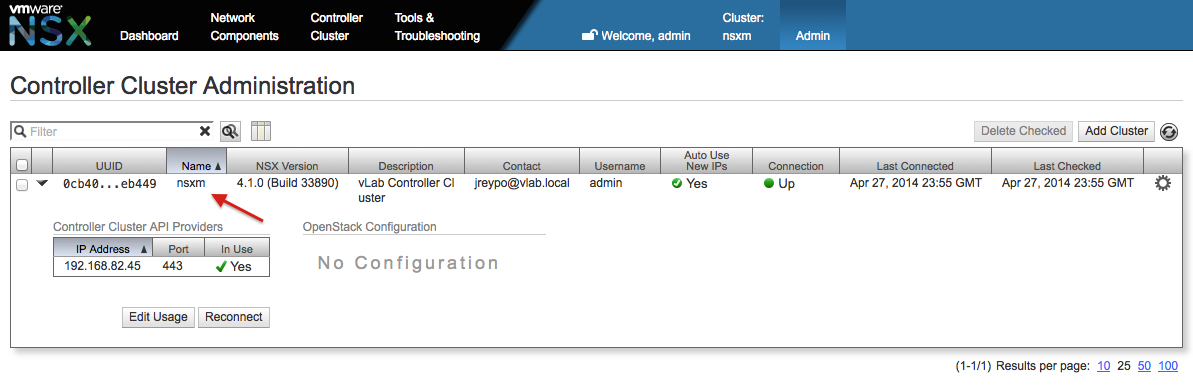 vmware
NSX
Dashboard
Network
Components
Controller
Cluster
Tools &
Troubleshooting
Welcome, admin
Cluster:
nsxm
Admin
Controller Cluster Administration
Filter
Delete Checked
Add Cluster
UUID Name NSX Version Description Contact Username Auto Use New IPs Connection Last Connected Last Checked
0cb40...eb449 nsxm 4.1.0 (Build 33890) vLab Controller Cl jreypo@vlab.local admin Yes Up Apr 27, 2014 23:55 GMT Apr 27, 2014 23:55 GMT
uster
Controller Cluster API Providers
IP Address Port In Use
192.168.82.45 443 Yes
Edit Usage Reconnect
OpenStack Configuration
No Configuration
(1-1/1) Results per page: 10 25 50 100